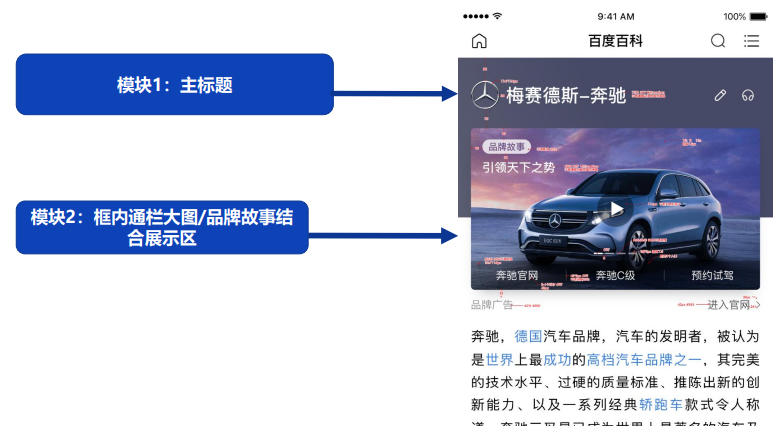 9:41 AM
100%
百度百科
模块1：主标题
梅赛德斯-奔驰
品牌故事
引领天下之势
模块2：框内通栏大图/品牌故事结
合展示区
奔驰官网
奔驰C级
预约试驾
品牌广告
进入官网
奔驰，德国汽车品牌，汽车的发明者，被认为
是世界上最成功的高档汽车品牌之一，其完美
的技术水平、过硬的质量标准、推陈出新的创
新能力、以及一系列经典轿跑车款式令人称